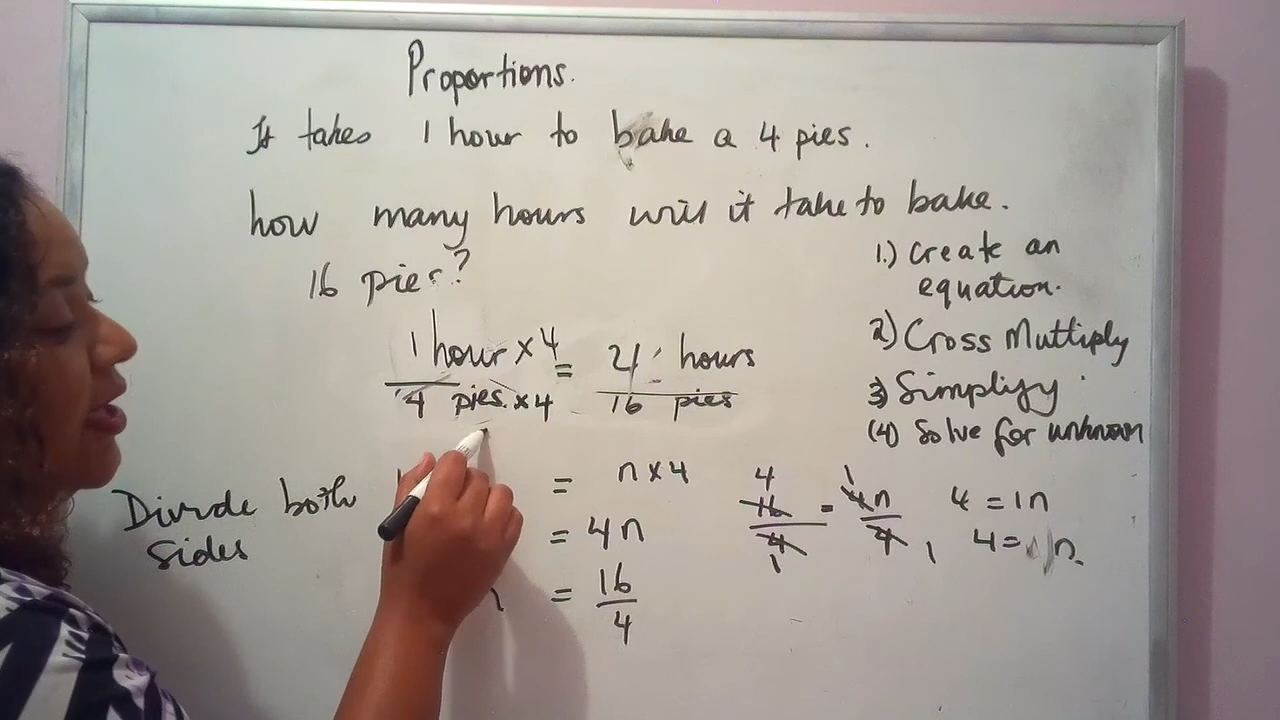 Proportions.
It takes 1 hour to bake a 4 pies.
how many hours will it take to bake.
16 pies?
1 hour x 4 = 4 hours
4 pies. x 4 16 pies
1.) Create an
equation.
2) Cross Multiply
3) Simplify
(4) Solve for unknown
Divide both
sides
= n x 4
= 4n
= 16
4
4 1
16 = 4n
4 4
1 1
4 = 1n
4 = n.